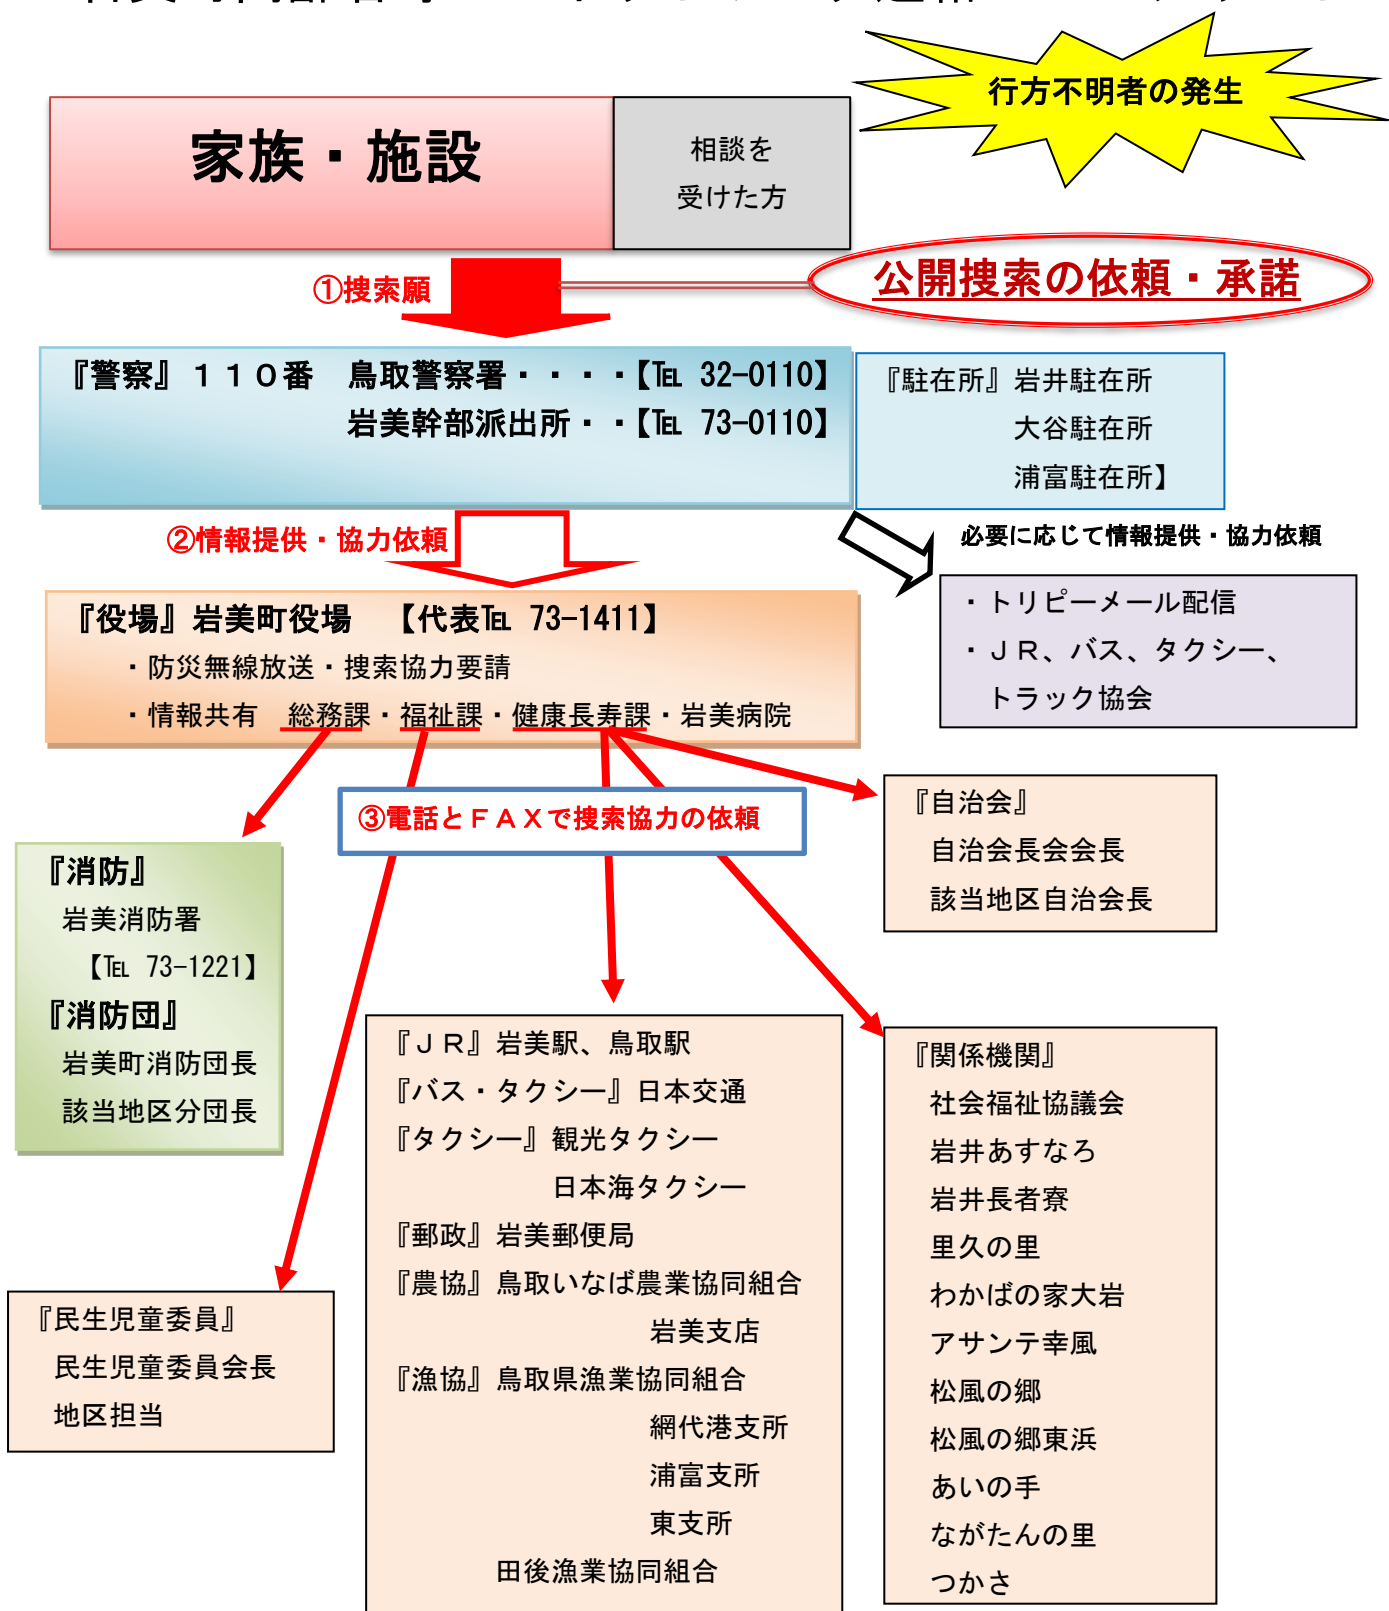 行方不明者の発生
家族・施設
相談を
受けた方
①捜索願
公開捜索の依頼・承諾
『警察』１１０番　鳥取警察署・・・・【℡ 32-0110】
岩美幹部派出所・・【℡ 73-0110】
『駐在所』岩井駐在所
大谷駐在所
浦富駐在所】
②情報提供・協力依頼
必要に応じて情報提供・協力依頼
『役場』岩美町役場　【代表℡ 73-1411】
・防災無線放送・捜索協力要請
・情報共有　総務課・福祉課・健康長寿課・岩美病院
・トリピーメール配信
・ＪＲ、バス、タクシー、
トラック協会
③電話とＦＡＸで捜索協力の依頼
『自治会』
自治会長会会長
該当地区自治会長
『消防』
岩美消防署
【℡ 73-1221】
『消防団』
岩美町消防団長
該当地区分団長
『ＪＲ』岩美駅、鳥取駅
『バス・タクシー』日本交通
『タクシー』観光タクシー
日本海タクシー
『郵政』岩美郵便局
『農協』鳥取いなば農業協同組合
岩美支店
『漁協』鳥取県漁業協同組合
網代港支所
浦富支所
東支所
田後漁業協同組合
『関係機関』
社会福祉協議会
岩井あすなろ
岩井長者寮
里久の里
わかばの家大岩
アサンテ幸風
松風の郷
松風の郷東浜
あいの手
ながたんの里
つかさ
『民生児童委員』
民生児童委員会長
地区担当